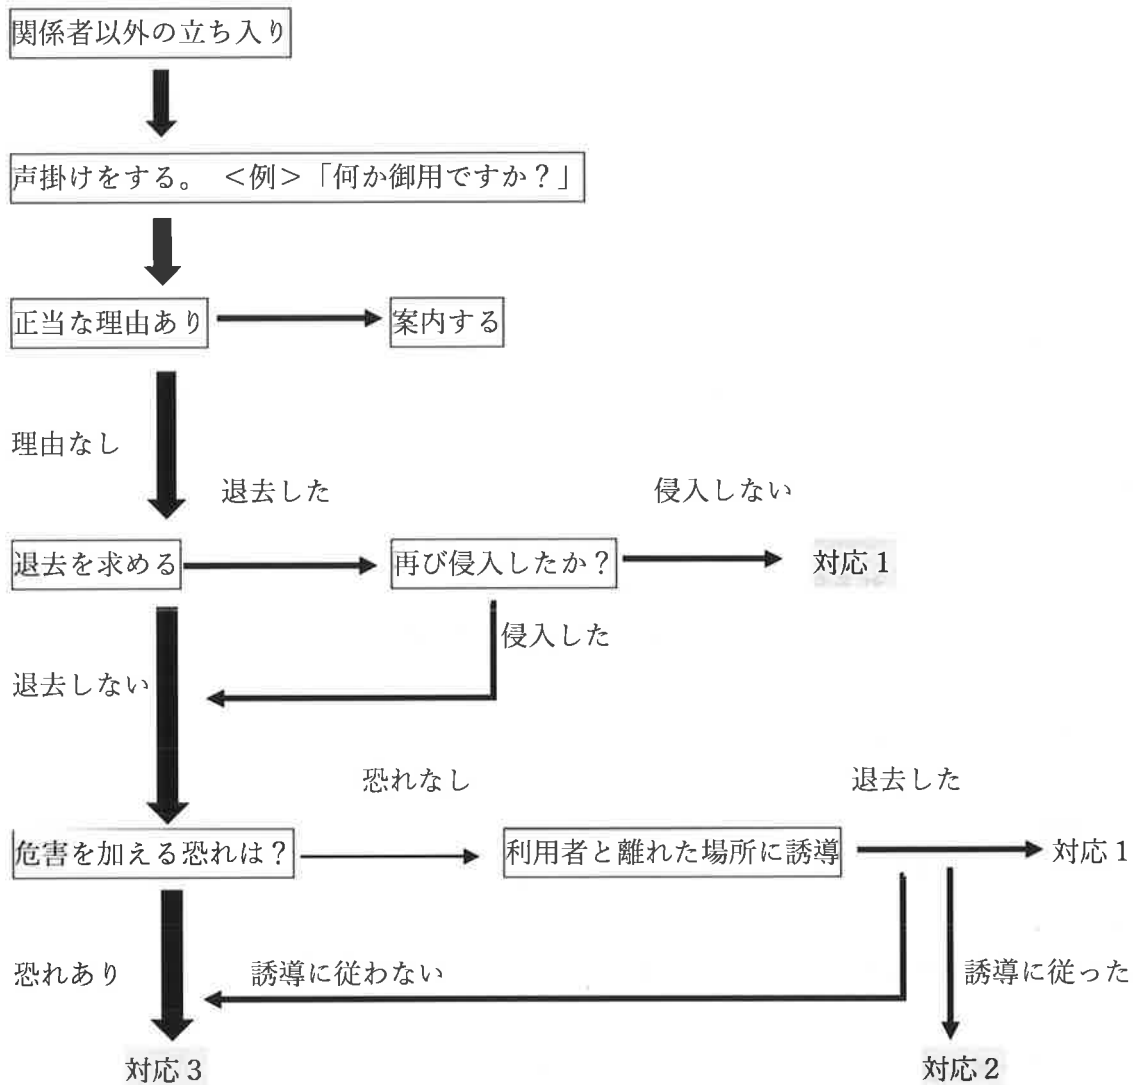 関係者以外の立ち入り
声掛けをする。 <例>「何か御用ですか？」
正当な理由あり
案内する
理由なし
退去した
侵入しない
退去を求める
再び侵入したか？
対応１
侵入した
退去しない
恐れなし
退去した
危害を加える恐れは？
利用者と離れた場所に誘導
対応１
恐れあり
誘導に従わない
誘導に従った
対応３
対応２